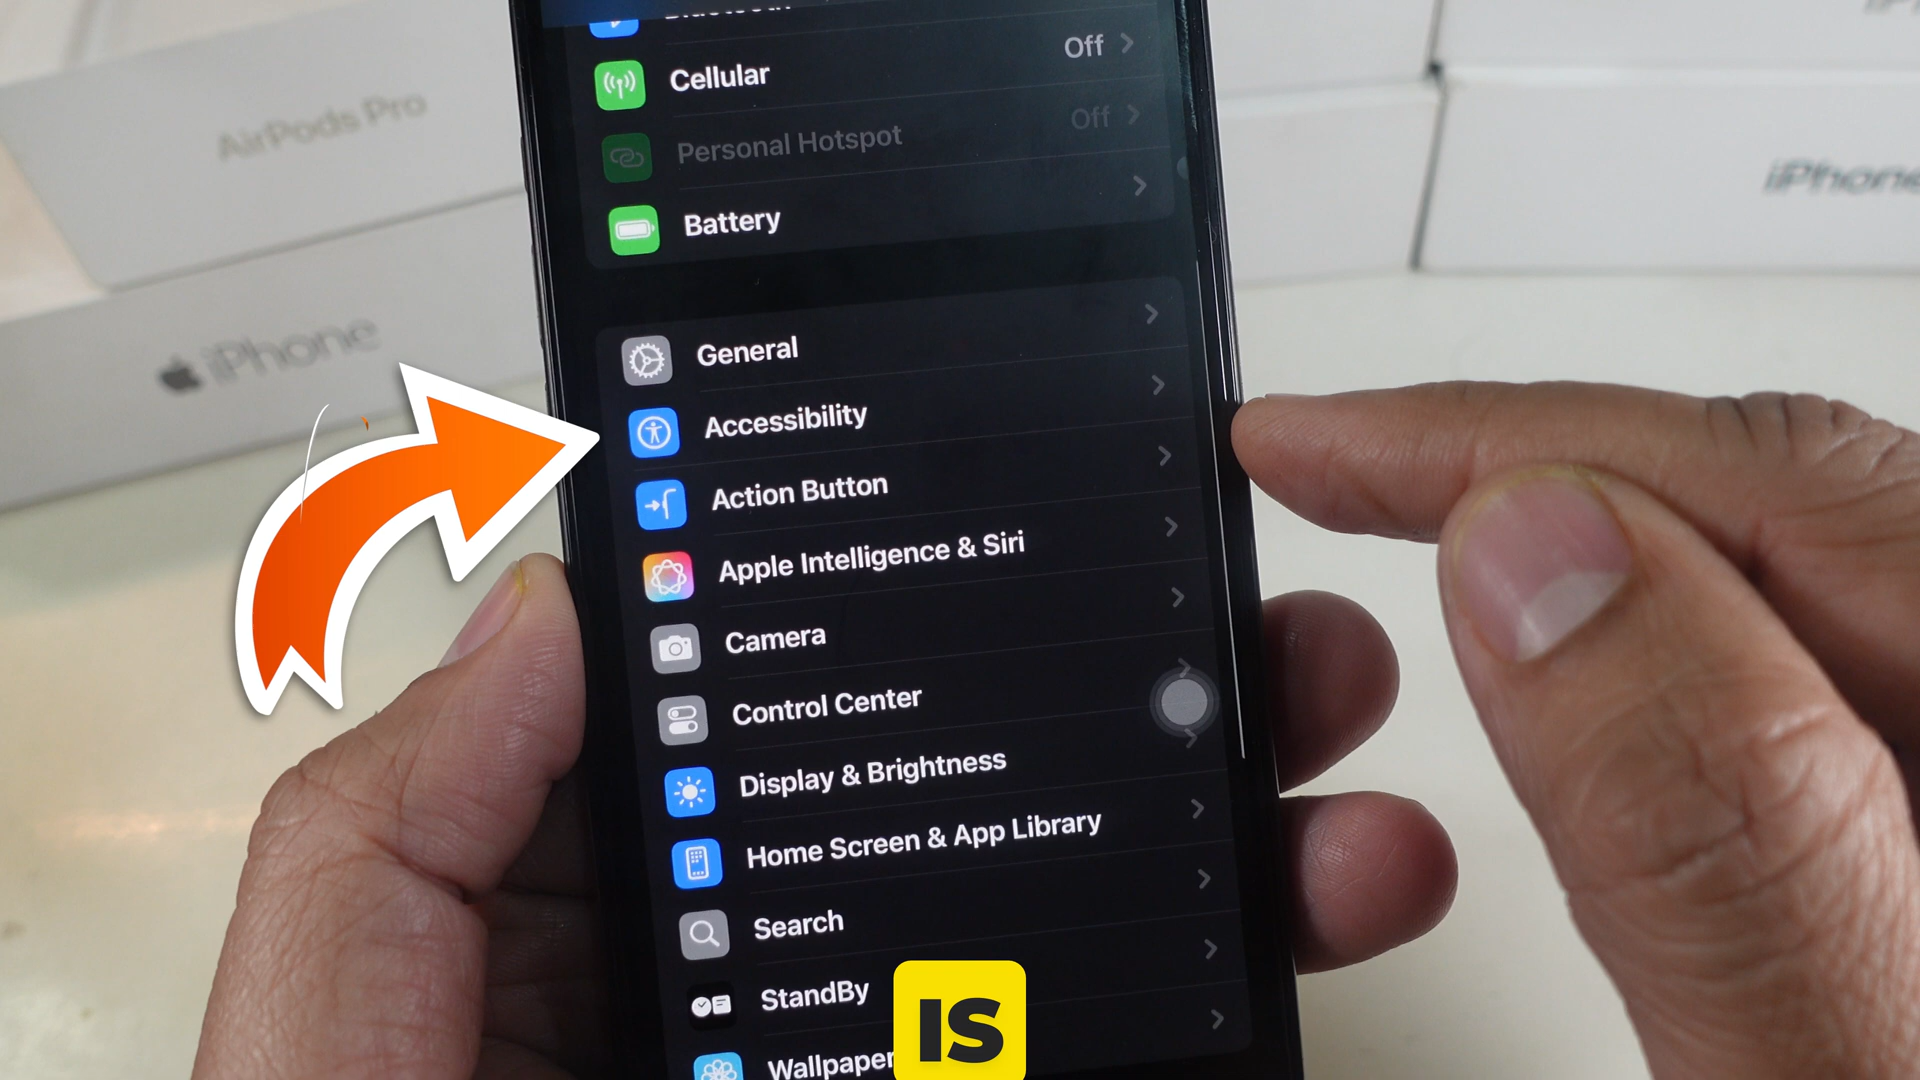 Off
Cellular
Off
Personal Hotspot
Battery
AirPods Pro
iPhone
iPhone
General
Accessibility
Action Button
Apple Intelligence & Siri
Camera
Control Center
Display & Brightness
Home Screen & App Library
Search
StandBy
Wallpaper
IS